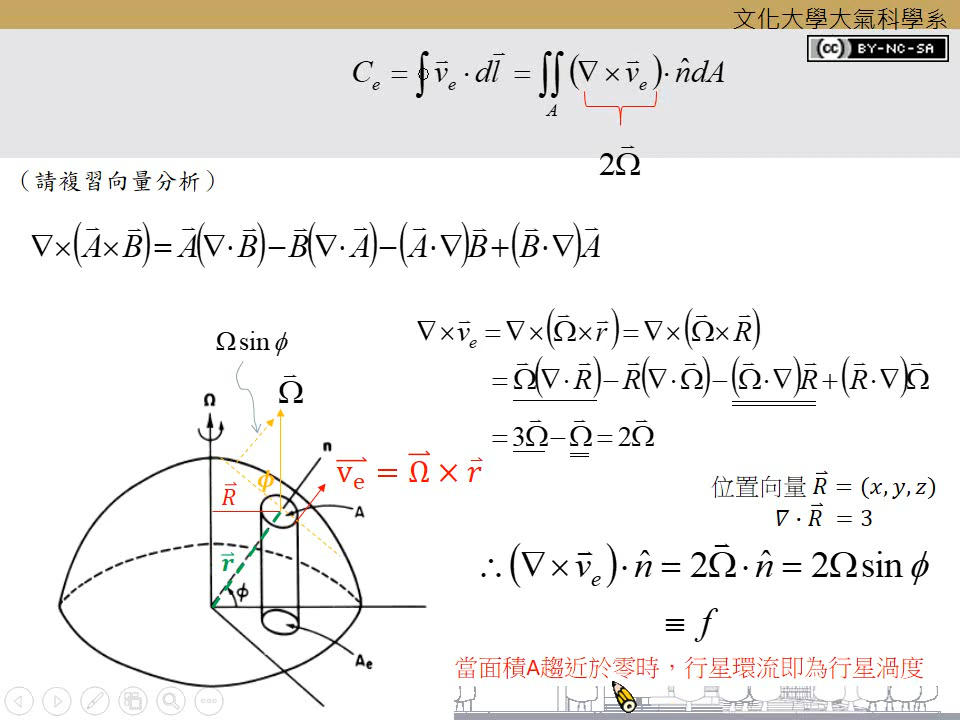 文化大學大氣科學系
(cc) BY-NC-SA
C_e = ∮ v⃗_e · dl⃗ = ∬_A (∇ × v⃗_e) · n̂dA
2Ω⃗
（請複習向量分析）
∇×(A⃗×B⃗)=A⃗(∇·B⃗)−B⃗(∇·A⃗)−(A⃗·∇)B⃗+(B⃗·∇)A⃗
∇×v⃗_e = ∇×(Ω⃗×r⃗)=∇×(Ω⃗×R⃗)
=Ω⃗(∇·R⃗)−R⃗(∇·Ω⃗)−(Ω⃗·∇)R⃗+(R⃗·∇)Ω⃗
=3Ω⃗−Ω⃗=2Ω⃗
Ω sin ϕ
Ω⃗
Ω
n
v⃗_e = Ω⃗ × r⃗
ϕ
R⃗
A
r⃗
ϕ
A_e
位置向量 R⃗ = (x, y, z)
∇ · R⃗ = 3
∴(∇×v⃗_e)·n̂ = 2Ω⃗·n̂ = 2Ω sin ϕ
≡ f
當面積A趨近於零時，行星環流即為行星渦度